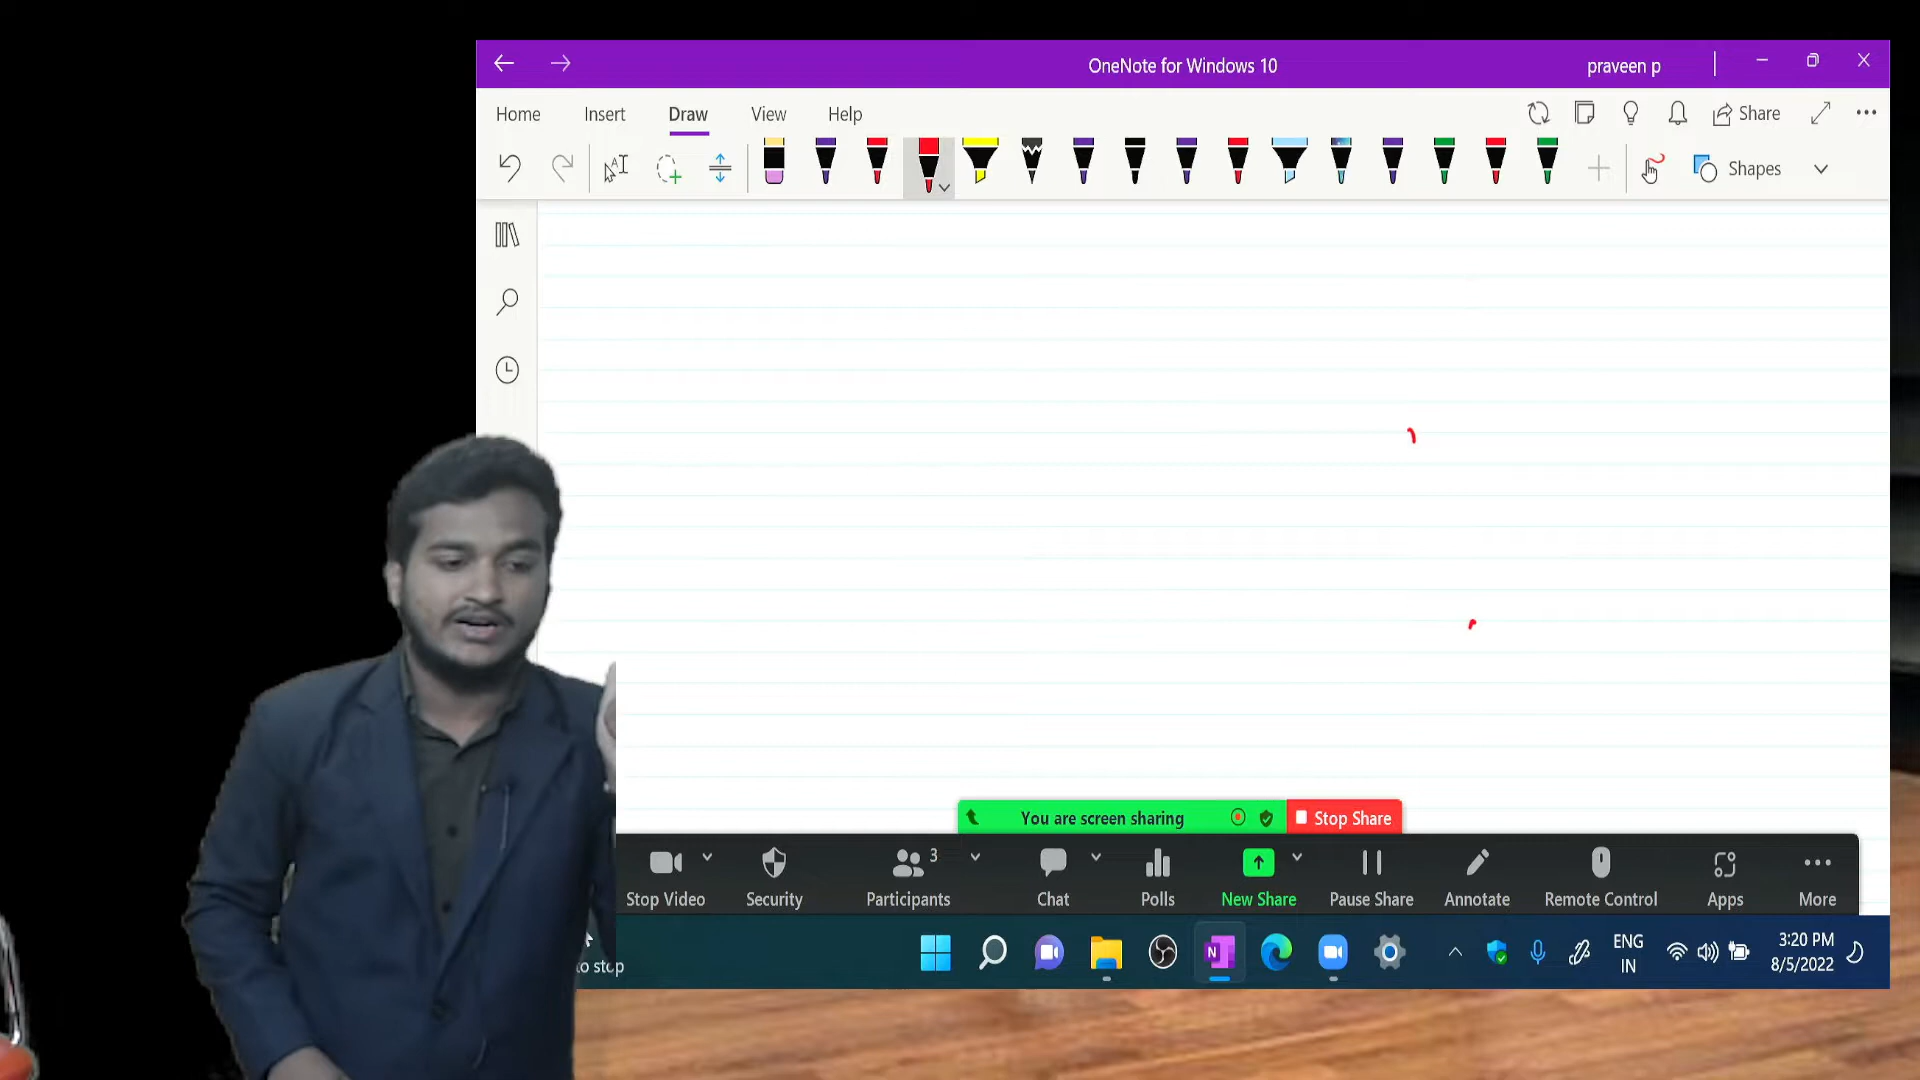 OneNote for Windows 10
praveen p
Home Insert Draw View Help
Share
Shapes
You are screen sharing
Stop Share
Stop Video Security Participants 3 Chat Polls New Share Pause Share Annotate Remote Control Apps More
to stop
ENG
IN
3:20 PM
8/5/2022